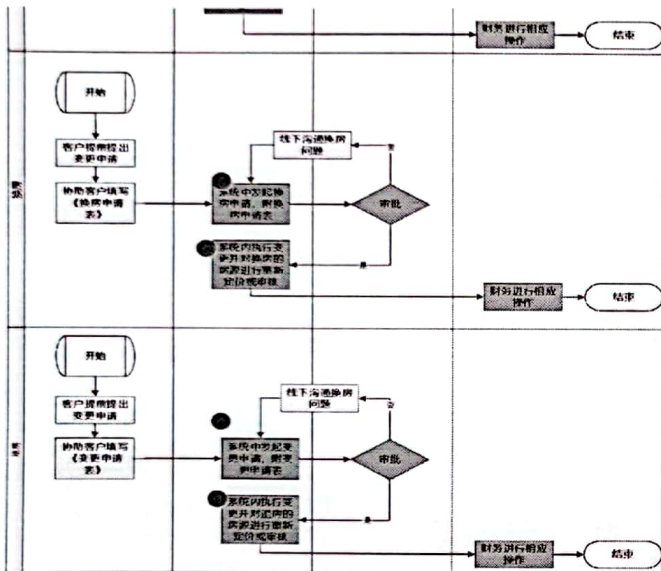 财务进行相应
操作
结束
开始
客户提前提出
变更申请
协助客户填写
《换房申请
表》
线下沟通换房
问题
否
系统中发起换
房申请，附换
房申请表
审批
是
系统内执行变
更并对换房的
房源进行重新
定价或审核
财务进行相应
操作
结束
换房
开始
客户提前提出
变更申请
协助客户填写
《变更申请
表》
线下沟通换房
问题
否
系统中发起变
更申请，附变
更申请表
审批
是
系统内执行变
更并对退房的
房源进行重新
定价或审核
财务进行相应
操作
结束